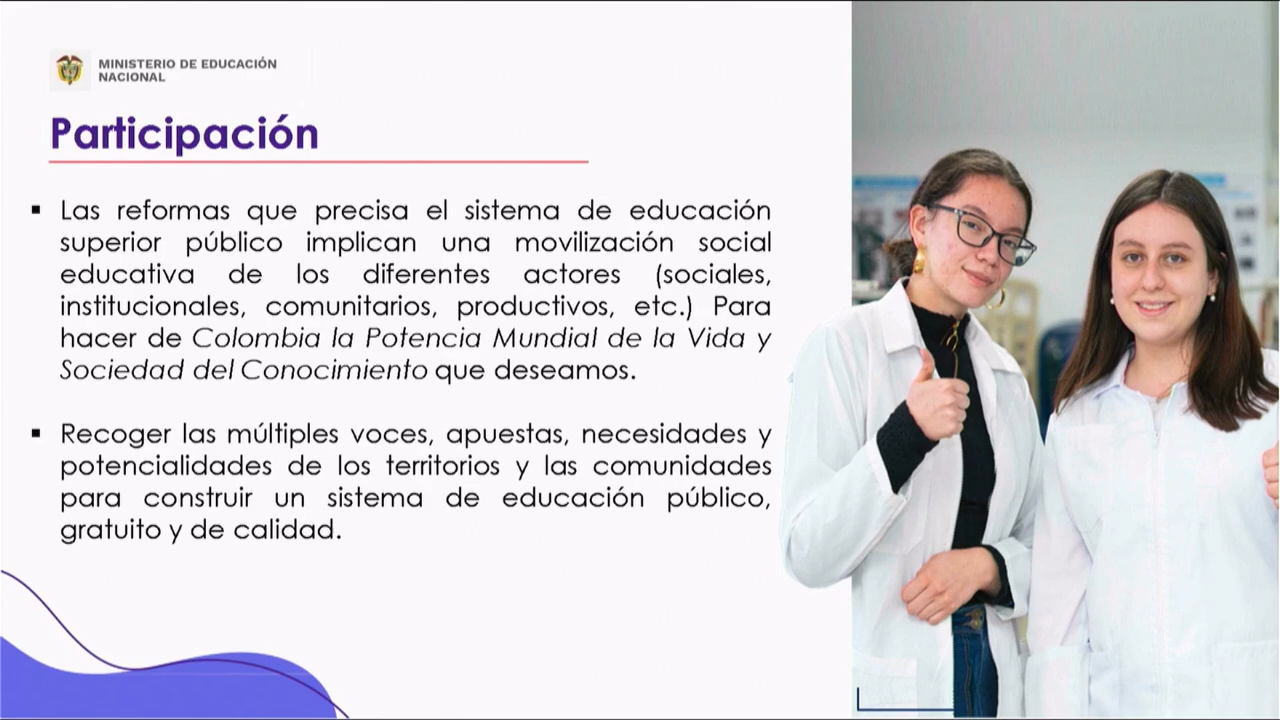 MINISTERIO DE EDUCACIÓN
NACIONAL
Participación
▪ Las reformas que precisa el sistema de educación
superior público implican una movilización social
educativa de los diferentes actores (sociales,
institucionales, comunitarios, productivos, etc.) Para
hacer de Colombia la Potencia Mundial de la Vida y
Sociedad del Conocimiento que deseamos.
▪ Recoger las múltiples voces, apuestas, necesidades y
potencialidades de los territorios y las comunidades
para construir un sistema de educación público,
gratuito y de calidad.